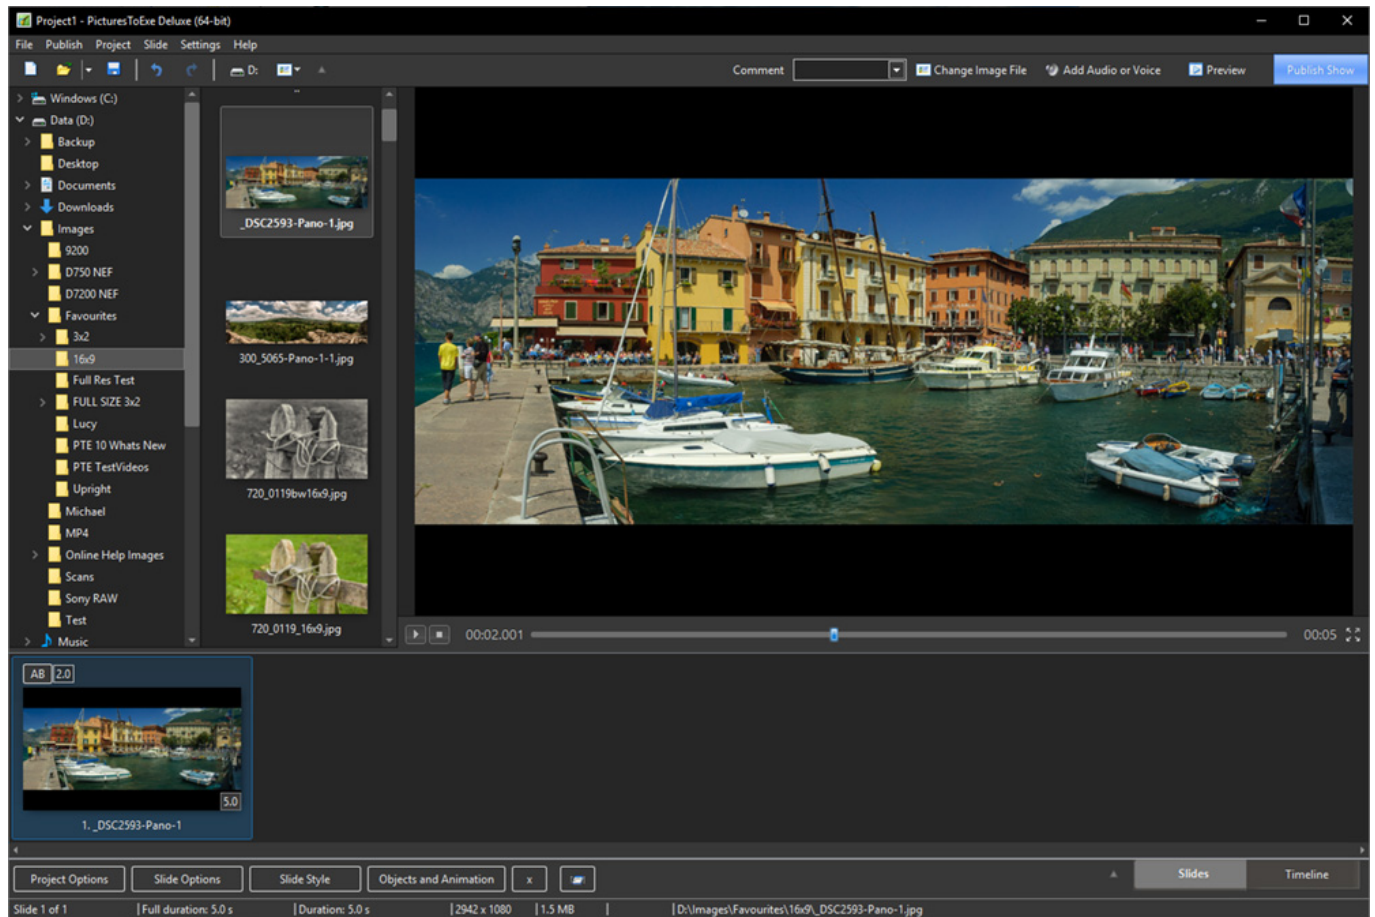 Project1 - PicturesToExe Deluxe (64-bit)
File Publish Project Slide Settings Help
D: Comment Change Image File Add Audio or Voice Preview Publish Show
Windows (C:)
Data (D:)
Backup
Desktop
Documents
Downloads
Images
9200
D750 NEF
D7200 NEF
Favourites
3x2
16x9
Full Res Test
FULL SIZE 3x2
Lucy
PTE 10 Whats New
PTE TestVideos
Upright
Michael
MP4
Online Help Images
Scans
Sony RAW
Test
Music
_DSC2593-Pano-1.jpg
300_5065-Pano-1-1.jpg
720_0119bw16x9.jpg
720_0119_16x9.jpg
00:02.001 00:05
AB 2.0
5.0
1. _DSC2593-Pano-1
Project Options Slide Options Slide Style Objects and Animation x Slides Timeline
Slide 1 of 1 | Full duration: 5.0 s | Duration: 5.0 s | 2942 x 1080 | 1.5 MB | | D:\Images\Favourites\16x9\_DSC2593-Pano-1.jpg